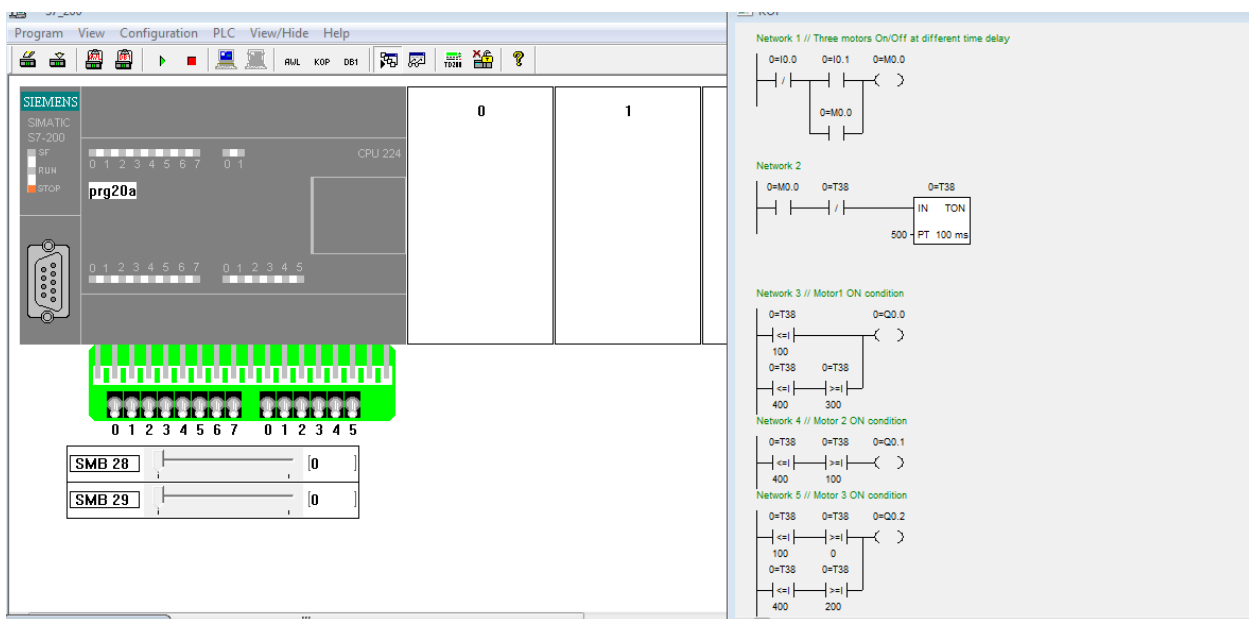 S7_200
Program View Configuration PLC View/Hide Help
AWL KOP DB1 TD200
SIEMENS
SIMATIC
S7-200
SF
RUN
STOP
0 1 2 3 4 5 6 7 0 1
CPU 224
prg20a
0 1 2 3 4 5 6 7 0 1 2 3 4 5
0 1 2 3 4 5 6 7 0 1 2 3 4 5
SMB 28 [0 ]
SMB 29 [0 ]
0
1
KOP
Network 1 // Three motors On/Off at different time delay
0=I0.0 0=I0.1 0=M0.0
/
0=M0.0
Network 2
0=M0.0 0=T38 0=T38
/ IN TON
500 PT 100 ms
Network 3 // Motor1 ON condition
0=T38 0=Q0.0
<=I
100
0=T38 0=T38
<=I >=I
400 300
Network 4 // Motor 2 ON condition
0=T38 0=T38 0=Q0.1
<=I >=I
400 100
Network 5 // Motor 3 ON condition
0=T38 0=T38 0=Q0.2
<=I >=I
100 0
0=T38 0=T38
<=I >=I
400 200